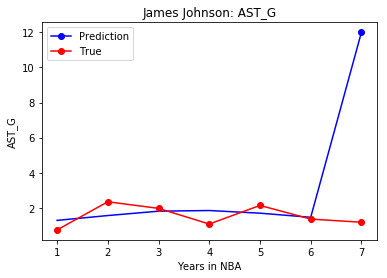 James Johnson: AST_G
Prediction
True
12
10
8
6
4
2
AST_G
1 2 3 4 5 6 7
Years in NBA